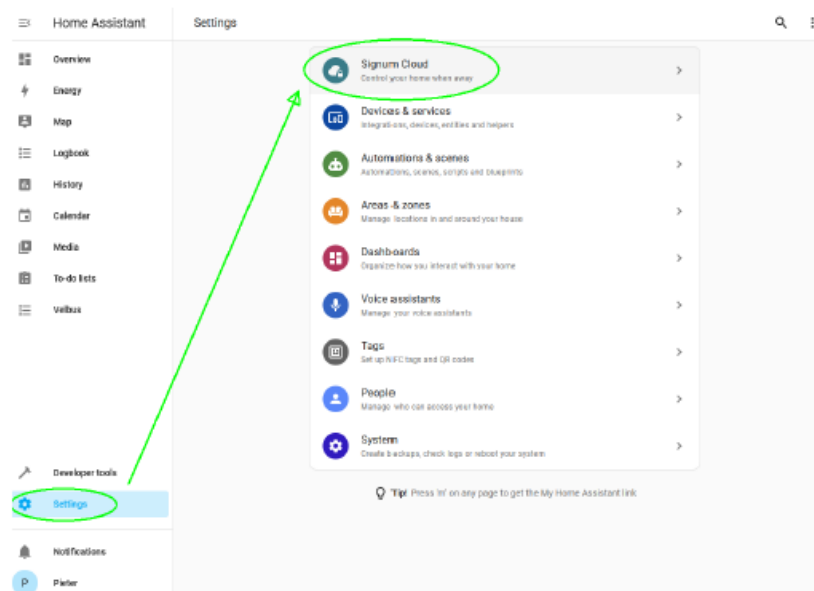 Home Assistant
Settings
Overview
Energy
Map
Logbook
History
Calendar
Media
To-do lists
Velbus
Developer tools
Settings
Notifications
P
Pieter
Signum Cloud
Control your home when away
Devices & services
Integrations, devices, entities and helpers
Automations & scenes
Automations, scenes, scripts and blueprints
Areas & zones
Manage locations in and around your house
Dashboards
Organize how you interact with your home
Voice assistants
Manage your voice assistants
Tags
Set up NFC tags and QR codes
People
Manage who can access your home
System
Create backups, check logs or reboot your system
Tip! Press 'm' on any page to get the My Home Assistant link